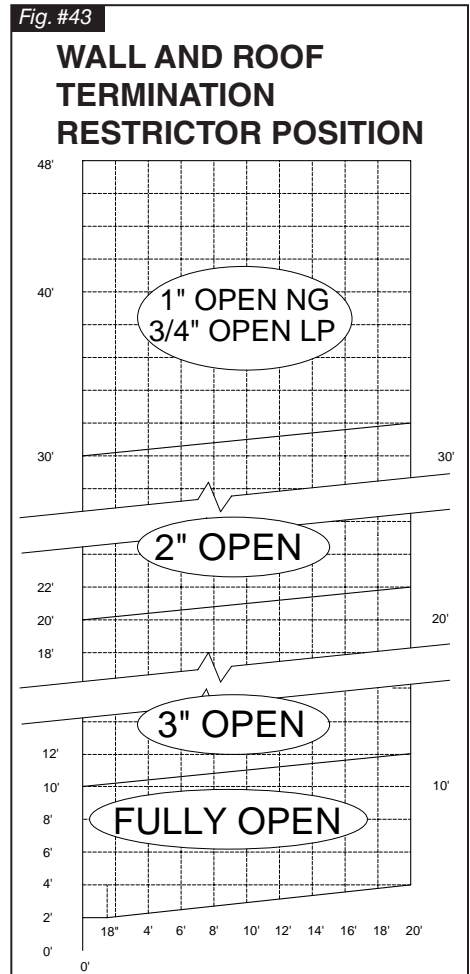 Fig. #43
WALL AND ROOF
TERMINATION
RESTRICTOR POSITION
48'
40'
1" OPEN NG
3/4" OPEN LP
30'
30'
2" OPEN
22'
20'
20'
18'
3" OPEN
12'
10'
10'
8'
FULLY OPEN
6'
4'
2'
18" 4' 6' 8' 10' 12' 14' 16' 18' 20'
0'
0'